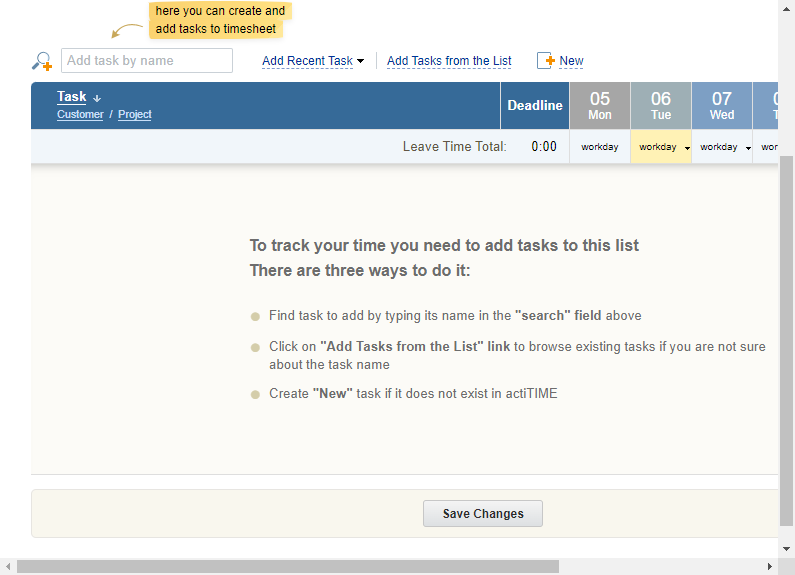 here you can create and
add tasks to timesheet
Add task by name
Add Recent Task
Add Tasks from the List
New
Task
Customer / Project
Deadline
05
Mon
06
Tue
07
Wed
Leave Time Total:
0:00
workday
workday
workday
To track your time you need to add tasks to this list
There are three ways to do it:
Find task to add by typing its name in the "search" field above
Click on "Add Tasks from the List" link to browse existing tasks if you are not sure
about the task name
Create "New" task if it does not exist in actiTIME
Save Changes